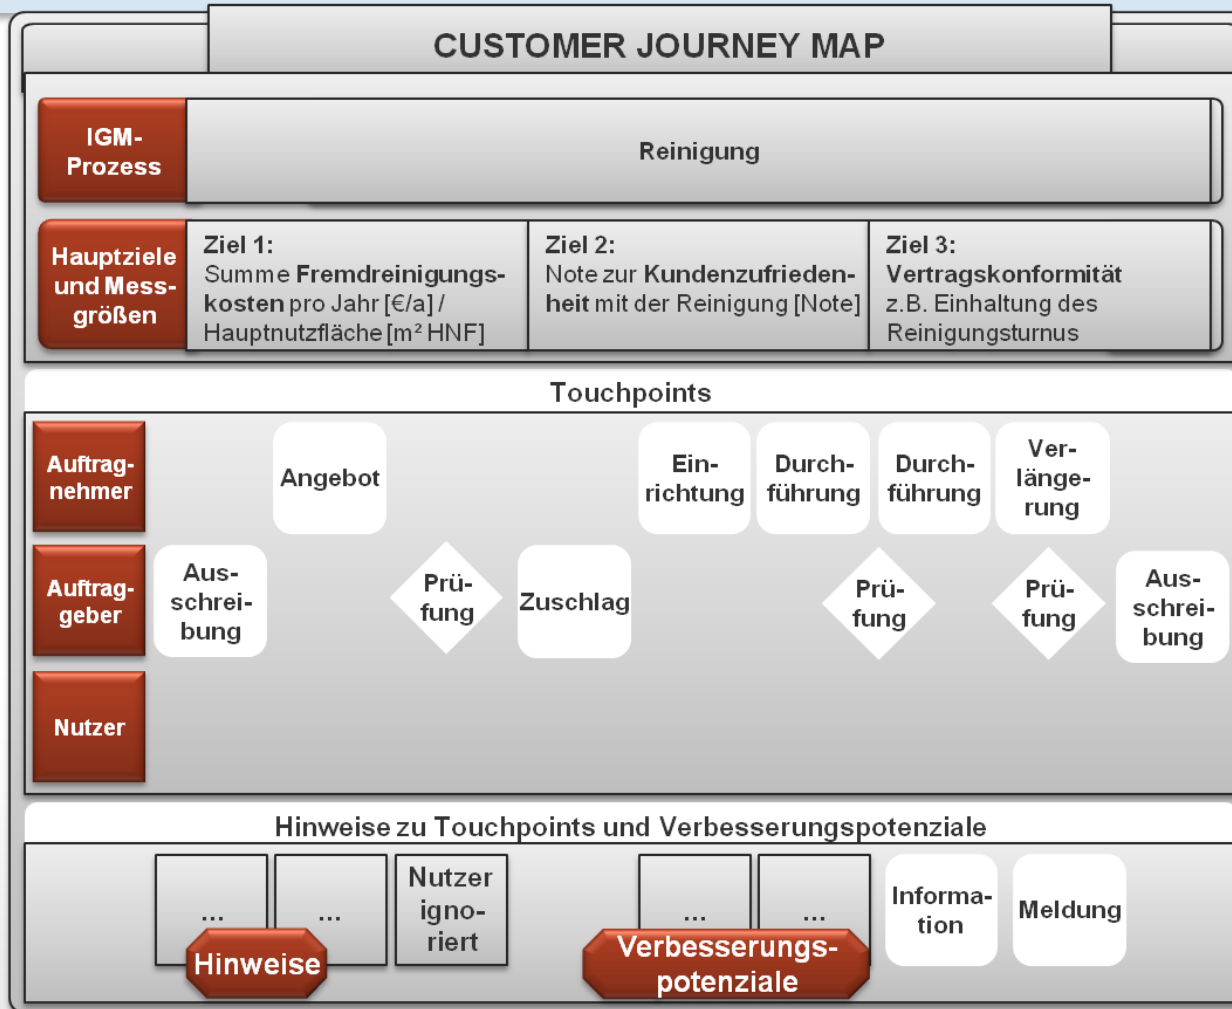 CUSTOMER JOURNEY MAP
IGM-
Prozess
Reinigung
Hauptziele
und Mess-
größen
Ziel 1:
Summe Fremdreinigungs-
kosten pro Jahr [€/a] /
Hauptnutzfläche [m² HNF]
Ziel 2:
Note zur Kundenzufrieden-
heit mit der Reinigung [Note]
Ziel 3:
Vertragskonformität
z.B. Einhaltung des
Reinigungsturnus
Touchpoints
Auftrag-
nehmer
Angebot
Ein-
richtung
Durch-
führung
Durch-
führung
Ver-
länge-
rung
Auftrag-
geber
Aus-
schrei-
bung
Prü-
fung
Zuschlag
Prü-
fung
Prü-
fung
Aus-
schrei-
bung
Nutzer
Hinweise zu Touchpoints und Verbesserungspotenziale
...
...
Nutzer
igno-
riert
Hinweise
...
...
Verbesserungs-
potenziale
Informa-
tion
Meldung